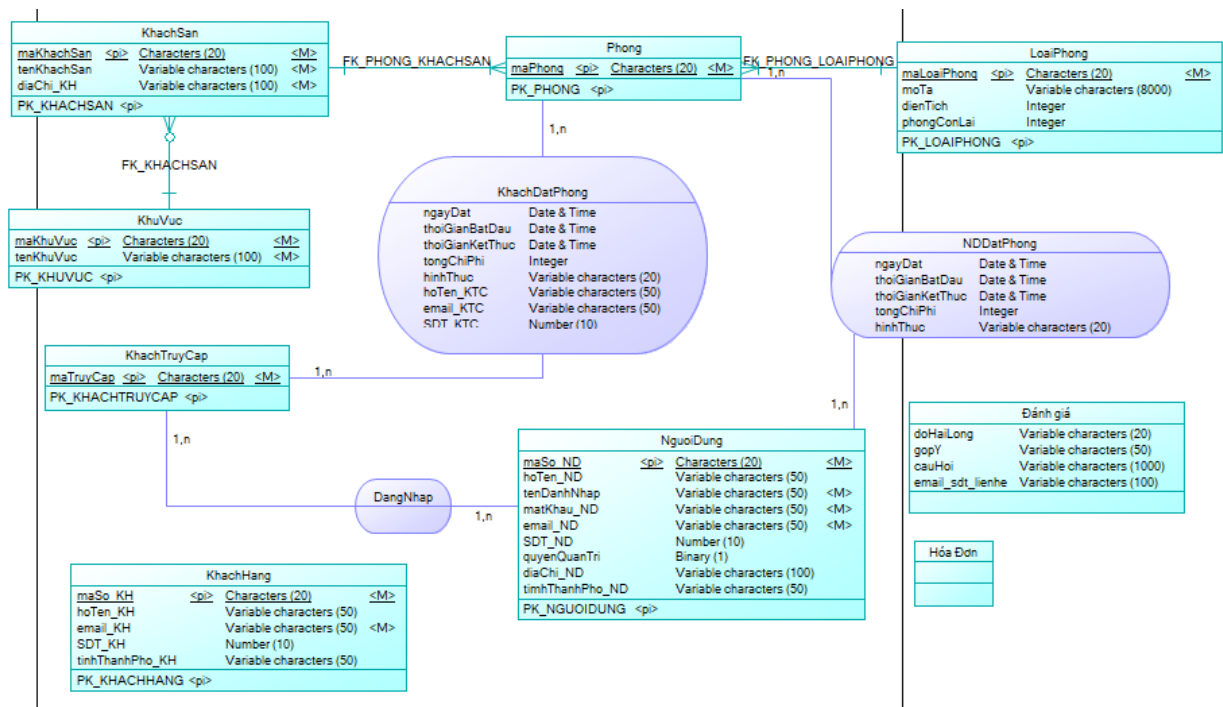 KhachSan
maKhachSan <pi> Characters (20) <M>
tenKhachSan Variable characters (100) <M>
diaChi_KH Variable characters (100) <M>
PK_KHACHSAN <pi>
FK_PHONG_KHACHSAN
Phong
maPhong <pi> Characters (20) <M>
PK_PHONG <pi>
FK_PHONG_LOAIPHONG
1,n
LoaiPhong
maLoaiPhong <pi> Characters (20) <M>
moTa Variable characters (8000)
dienTich Integer
phongConLai Integer
PK_LOAIPHONG <pi>
1,n
FK_KHACHSAN
KhuVuc
maKhuVuc <pi> Characters (20) <M>
tenKhuVuc Variable characters (100) <M>
PK_KHUVUC <pi>
KhachDatPhong
ngayDat Date & Time
thoiGianBatDau Date & Time
thoiGianKetThuc Date & Time
tongChiPhi Integer
hinhThuc Variable characters (20)
hoTen_KTC Variable characters (50)
email_KTC Variable characters (50)
SDT_KTC Number (10)
NDDatPhong
ngayDat Date & Time
thoiGianBatDau Date & Time
thoiGianKetThuc Date & Time
tongChiPhi Integer
hinhThuc Variable characters (20)
KhachTruyCap
maTruyCap <pi> Characters (20) <M>
PK_KHACHTRUYCAP <pi>
1,n
1,n
1,n
DangNhap
1,n
NguoiDung
maSo_ND <pi> Characters (20) <M>
hoTen_ND Variable characters (50)
tenDanhNhap Variable characters (50) <M>
matKhau_ND Variable characters (50) <M>
email_ND Variable characters (50) <M>
SDT_ND Number (10)
quyenQuanTri Binary (1)
diaChi_ND Variable characters (100)
timhThanhPho_ND Variable characters (50)
PK_NGUOIDUNG <pi>
Đánh giá
doHaiLong Variable characters (20)
gopY Variable characters (50)
cauHoi Variable characters (1000)
email_sdt_lienhe Variable characters (100)
Hóa Đơn
KhachHang
maSo_KH <pi> Characters (20) <M>
hoTen_KH Variable characters (50)
email_KH Variable characters (50) <M>
SDT_KH Number (10)
tinhThanhPho_KH Variable characters (50)
PK_KHACHHANG <pi>